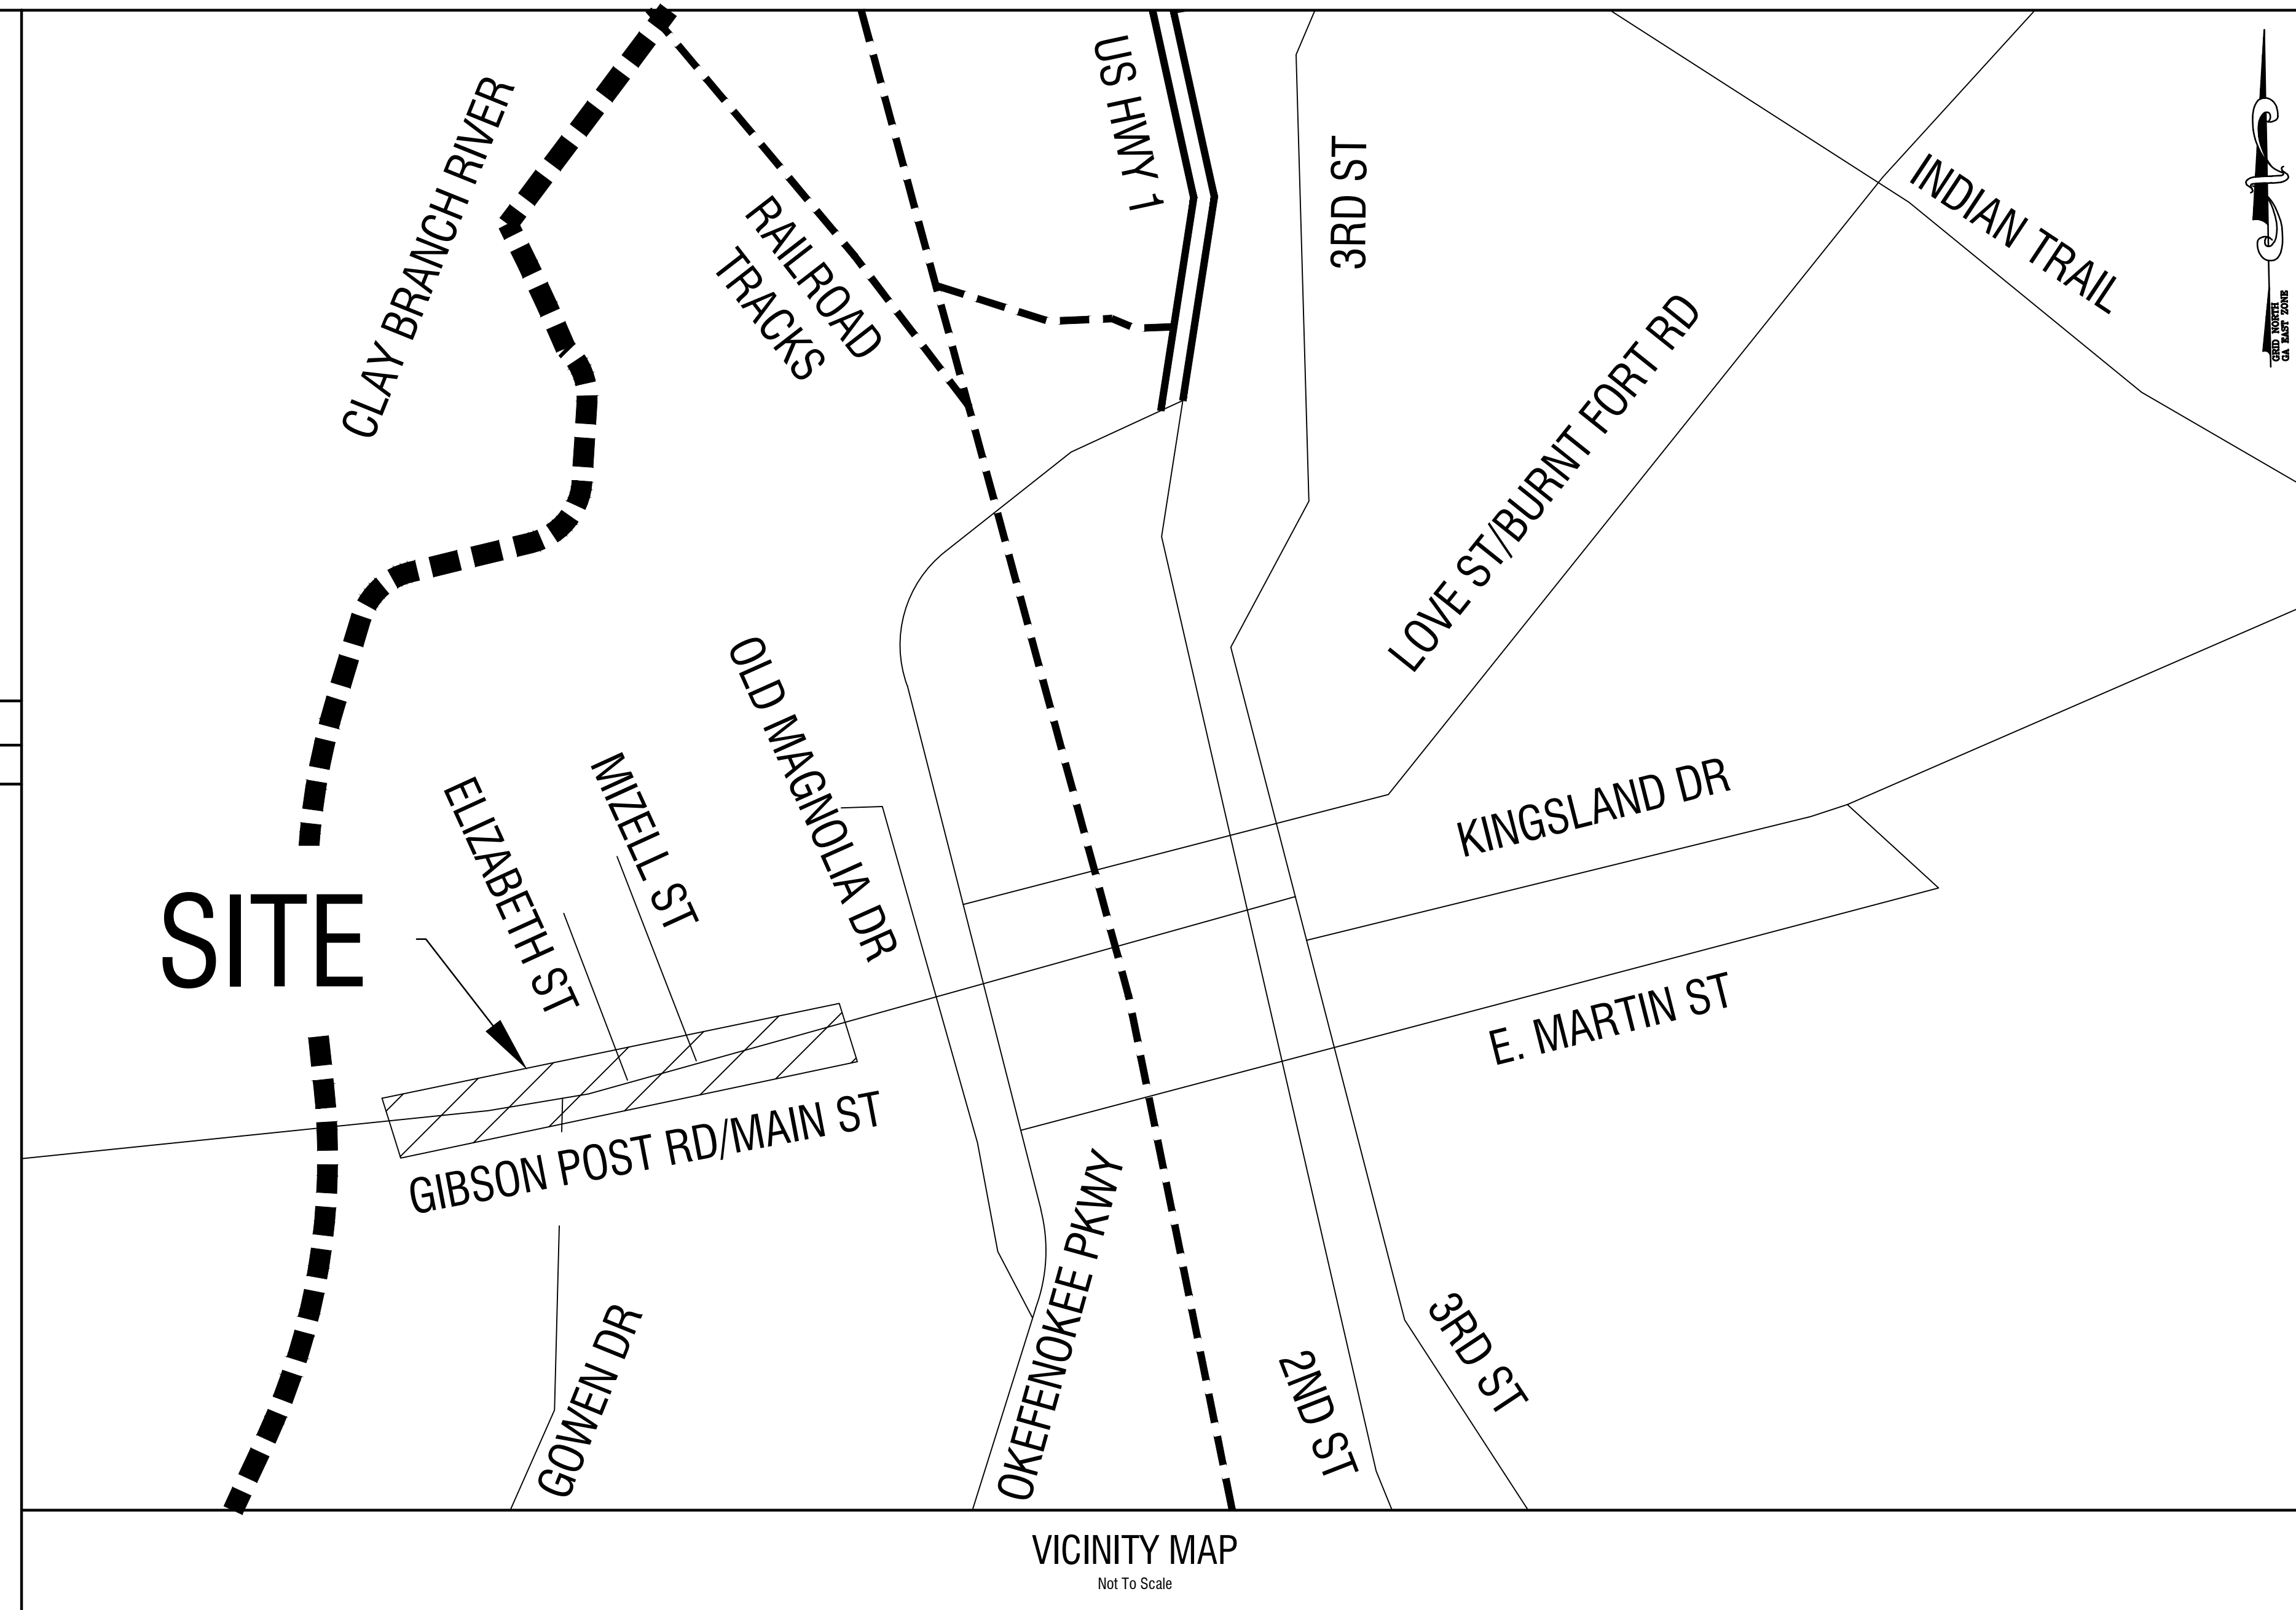 US HWY 1
CLAY BRANCH RIVER
3RD ST
INDIAN TRAIL
RAILROAD
TRACKS
GRID NORTH
GA EAST ZONE
LOVE ST/BURNT FORT RD
OLD MAGNOLIA DR
MIZELL ST
ELIZABETH ST
KINGSLAND DR
SITE
E. MARTIN ST
GIBSON POST RD/MAIN ST
OKEFENOKEE PKWY
GOWEN DR
2ND ST
3RD ST
VICINITY MAP
Not To Scale